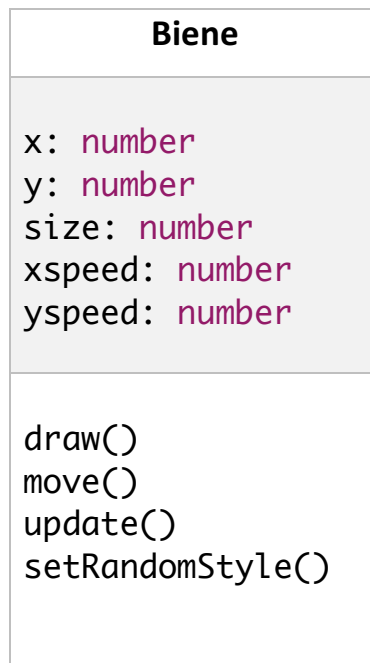 Biene
x: number
y: number
size: number
xspeed: number
yspeed: number
draw()
move()
update()
setRandomStyle()